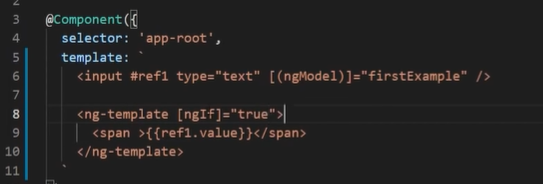 2
3 @Component({
4 selector: 'app-root',
5 template: `
6 <input #ref1 type="text" [(ngModel)]="firstExample" />
7
8 <ng-template [ngIf]="true">
9 <span >{{ref1.value}}</span>
10 </ng-template>
11 `